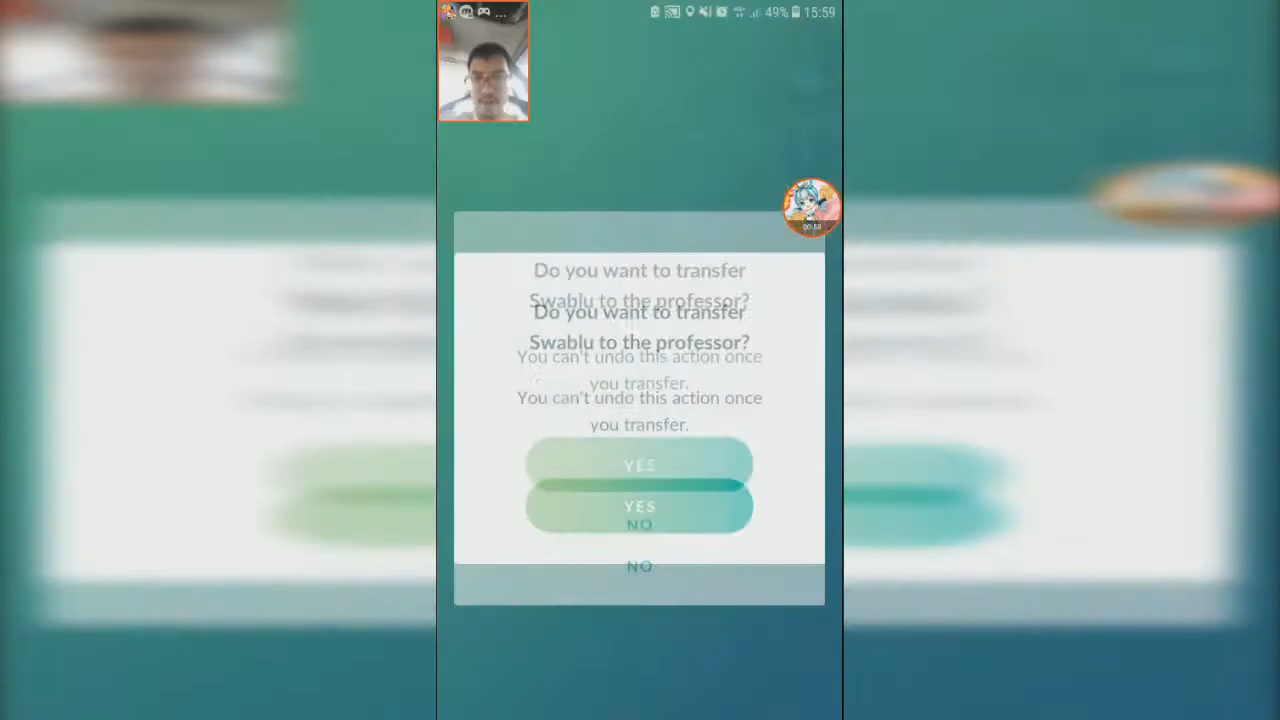 ... 49% 15:59
00:59
Do you want to transfer
Swablu to the professor?
Do you want to transfer
Swablu to the professor?
You can't undo this action once
you transfer.
You can't undo this action once
you transfer.
YES
YES
NO
NO